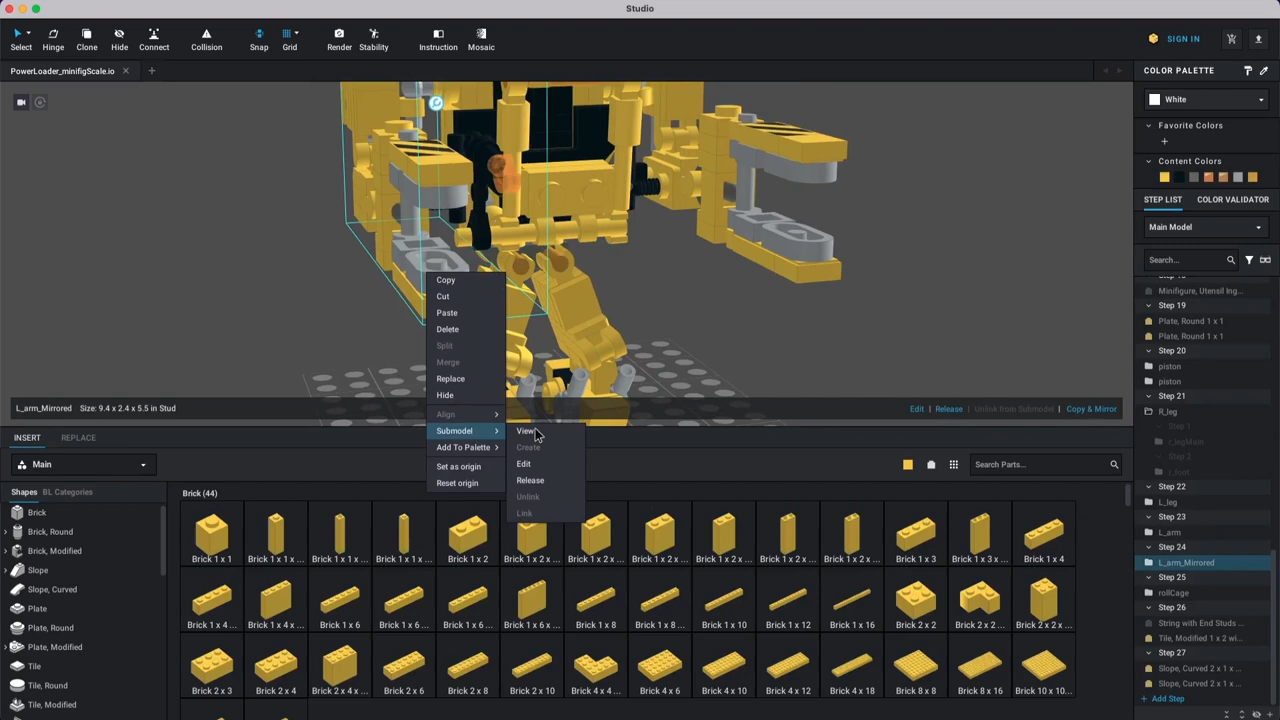 Studio
Select
Hinge
Clone
Hide
Connect
Collision
Snap
Grid
Render
Stability
Instruction
Mosaic
SIGN IN
PowerLoader_minifigScale.io
COLOR PALETTE
White
Favorite Colors
Content Colors
STEP LIST
COLOR VALIDATOR
Main Model
Search...
Minifigure, Utensil Ing...
Step 19
Plate, Round 1 x 1
Plate, Round 1 x 1
Step 20
piston
piston
Step 21
R_leg
Step 1
r_legMain
Step 2
r_foot
Step 22
L_leg
Step 23
L_arm
Step 24
L_arm_Mirrored
Step 25
rollCage
Step 26
String with End Studs ...
Tile, Modified 1 x 2 wi...
Step 27
Slope, Curved 2 x 1 x ...
Slope, Curved 2 x 1 x ...
+ Add Step
Copy
Cut
Paste
Delete
Split
Merge
Replace
Hide
Align
Submodel
Add To Palette
Set as origin
Reset origin
View
Create
Edit
Release
Unlink
Link
L_arm_Mirrored Size: 9.4 x 2.4 x 5.5 in Stud
Edit | Release | Unlink from Submodel | Copy & Mirror
INSERT
REPLACE
Main
Search Parts...
Shapes
BL Categories
Brick
Brick, Round
Brick, Modified
Slope
Slope, Curved
Plate
Plate, Round
Plate, Modified
Tile
Tile, Round
Tile, Modified
Brick (44)
Brick 1 x 1
Brick 1 x 1 x ...
Brick 1 x 1 x ...
Brick 1 x 1 x ...
Brick 1 x 2
Brick 1 x 2 x ...
Brick 1 x 2 x ...
Brick 1 x 2 x ...
Brick 1 x 2 x ...
Brick 1 x 2 x ...
Brick 1 x 2 x ...
Brick 1 x 3
Brick 1 x 3 x ...
Brick 1 x 4
Brick 1 x 4 ...
Brick 1 x 4 x ...
Brick 1 x 6
Brick 1 x 6 ...
Brick 1 x 6 ...
Brick 1 x 6 x ...
Brick 1 x 8
Brick 1 x 8 ...
Brick 1 x 10
Brick 1 x 12
Brick 1 x 16
Brick 2 x 2
Brick 2 x 2 ...
Brick 2 x 2 x ...
Brick 2 x 3
Brick 2 x 4
Brick 2 x 4 x ...
Brick 2 x 6
Brick 2 x 8
Brick 2 x 10
Brick 4 x 4 ...
Brick 4 x 6
Brick 4 x 10
Brick 4 x 12
Brick 4 x 18
Brick 8 x 8
Brick 8 x 16
Brick 10 x 10...